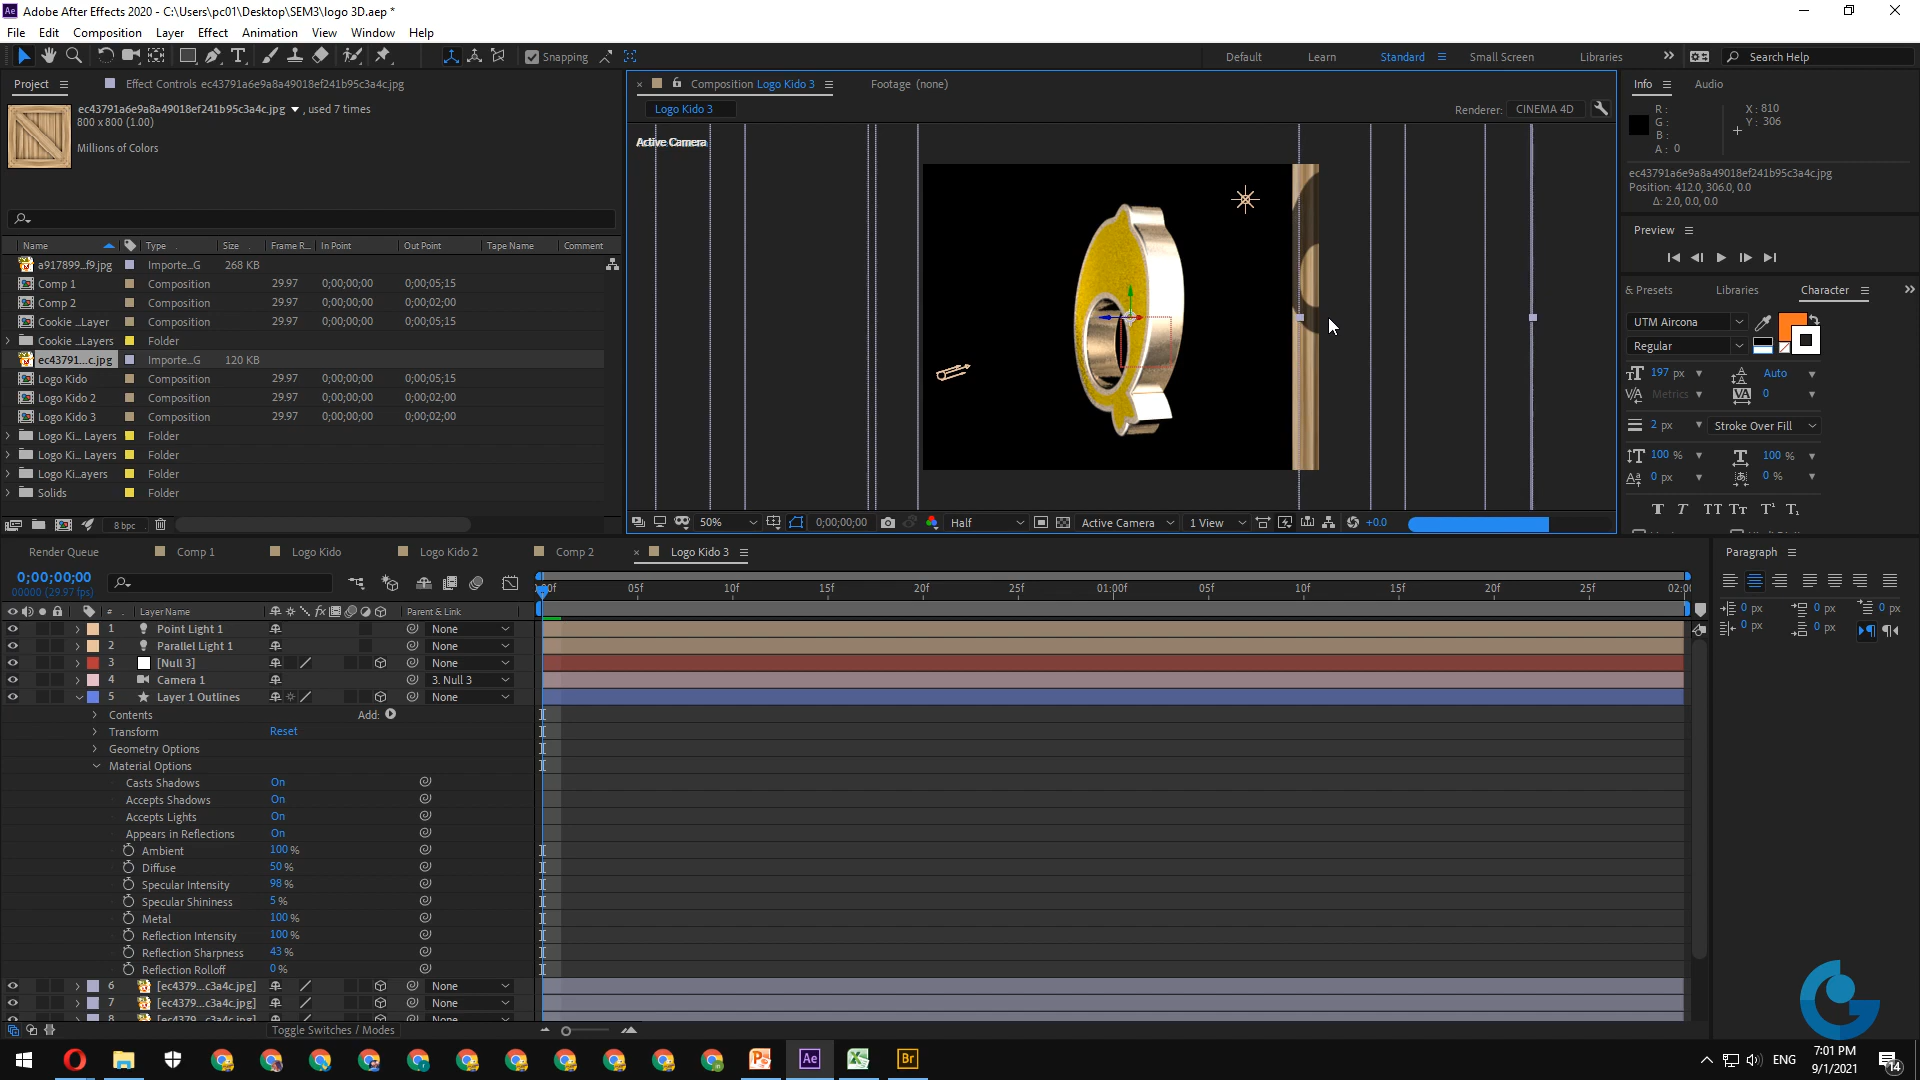 Adobe After Effects 2020 - C:\Users\pc01\Desktop\SEM3\logo 3D.aep *
File Edit Composition Layer Effect Animation View Window Help
Snapping Default Learn Standard Small Screen Libraries Search Help
Project Effect Controls ec43791a6e9a8a49018ef241b95c3a4c.jpg
ec43791a6e9a8a49018ef241b95c3a4c.jpg , used 7 times
800 x 800 (1.00)
Millions of Colors
Name Type Size Frame R... In Point Out Point Tape Name Comment
a917899...f9.jpg Importe...G 268 KB
Comp 1 Composition 29.97 0;00;00;00 0;00;05;15
Comp 2 Composition 29.97 0;00;00;00 0;00;02;00
Cookie ...Layer Composition 29.97 0;00;00;00 0;00;05;15
Cookie ...Layers Folder
ec43791...c.jpg Importe...G 120 KB
Logo Kido Composition 29.97 0;00;00;00 0;00;05;15
Logo Kido 2 Composition 29.97 0;00;00;00 0;00;02;00
Logo Kido 3 Composition 29.97 0;00;00;00 0;00;02;00
Logo Ki... Layers Folder
Logo Ki... Layers Folder
Logo Ki...ayers Folder
Solids Folder
8 bpc
Composition Logo Kido 3 Footage (none)
Logo Kido 3 Renderer: CINEMA 4D
Active Camera
50% 0;00;00;00 Half Active Camera 1 View +0.0
Info Audio
R : X : 810
G : Y : 306
B :
A : 0
ec43791a6e9a8a49018ef241b95c3a4c.jpg
Position: 412.0, 306.0, 0.0
Δ: 2.0, 0.0, 0.0
Preview
& Presets Libraries Character
UTM Aircona
Regular
197 px Auto
Metrics 0
2 px Stroke Over Fill
100 % 100 %
0 px 0 %
T T TT Tт T¹ T₁
Render Queue Comp 1 Logo Kido Logo Kido 2 Comp 2 Logo Kido 3
0;00;00;00
00000 (29.97 fps)
:00f 05f 10f 15f 20f 25f 01:00f 05f 10f 15f 20f 25f 02:00
# Layer Name fx Parent & Link
1 Point Light 1 None
2 Parallel Light 1 None
3 [Null 3] None
4 Camera 1 3. Null 3
5 Layer 1 Outlines None
Contents Add:
Transform Reset
Geometry Options
Material Options
Casts Shadows On
Accepts Shadows On
Accepts Lights On
Appears in Reflections On
Ambient 100 %
Diffuse 50 %
Specular Intensity 98 %
Specular Shininess 5 %
Metal 100 %
Reflection Intensity 100 %
Reflection Sharpness 43 %
Reflection Rolloff 0 %
6 [ec4379...c3a4c.jpg] None
7 [ec4379...c3a4c.jpg] None
8 [ec4379...c3a4c.jpg] None
Toggle Switches / Modes
Paragraph
0 px 0 px 0 px
0 px 0 px
Ae Br
ENG
7:01 PM
9/1/2021
14